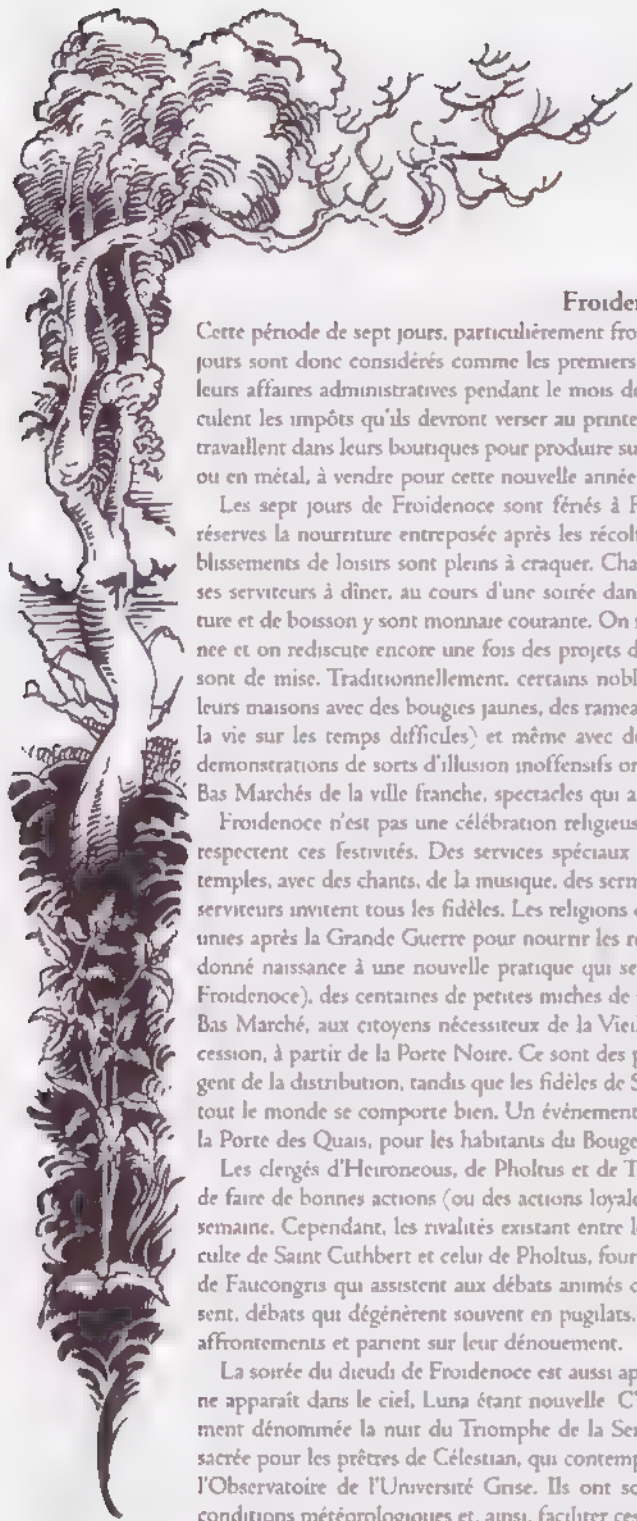 Froiden
Cette période de sept jours, particulièrement fro
jours sont donc considérés comme les premiers
leurs affaires administratives pendant le mois de
culent les impôts qu'ils devront verser au printe
travaillent dans leurs boutiques pour produire su
ou en métal, à vendre pour cette nouvelle année
Les sept jours de Froidenoce sont fériés à F
réserves la nourriture entreposée après les récol
blissements de loisirs sont pleins à craquer. Cha
ses serviteurs à dîner, au cours d'une soirée dan
ture et de boisson y sont monnaie courante. On
née et on rediscute encore une fois des projets d
sont de mise. Traditionnellement, certains nobl
leurs maisons avec des bougies jaunes, des ramea
la vie sur les temps difficiles) et même avec de
demonstrations de sorts d'illusion inoffensifs on
Bas Marchés de la ville franche, spectacles qui a
Froidenoce n'est pas une célébration religieus
respectent ces festivités. Des services spéciaux
temples, avec des chants, de la musique, des serm
serviteurs invitent tous les fidèles. Les religions
unies après la Grande Guerre pour nourrir les r
donné naissance à une nouvelle pratique qui se
Froidenoce), des centaines de petites miches de
Bas Marché, aux citoyens nécessiteux de la Viei
cession, à partir de la Porte Noire. Ce sont des p
gent de la distribution, tandis que les fidèles de S
tout le monde se comporte bien. Un événement
la Porte des Quais, pour les habitants du Bouge
Les clergés d'Heironeous, de Pholtus et de T
de faire de bonnes actions (ou des actions loyale
semaine. Cependant, les rivalités existant entre l
culte de Saint Cuthbert et celui de Pholtus, four
de Faucongris qui assistent aux débats animés
sent, débats qui dégénèrent souvent en pugilats.
affrontements et parient sur leur dénouement.
La soirée du dieudi de Froidenoce est aussi ap
ne apparaît dans le ciel, Luna étant nouvelle C'
ment dénommée la nuit du Triomphe de la Ser
sacrée pour les prêtres de Célestian, qui contemp
l'Observatoire de l'Université Grise. Ils ont so
conditions météorologiques et, ainsi, faciliter ces